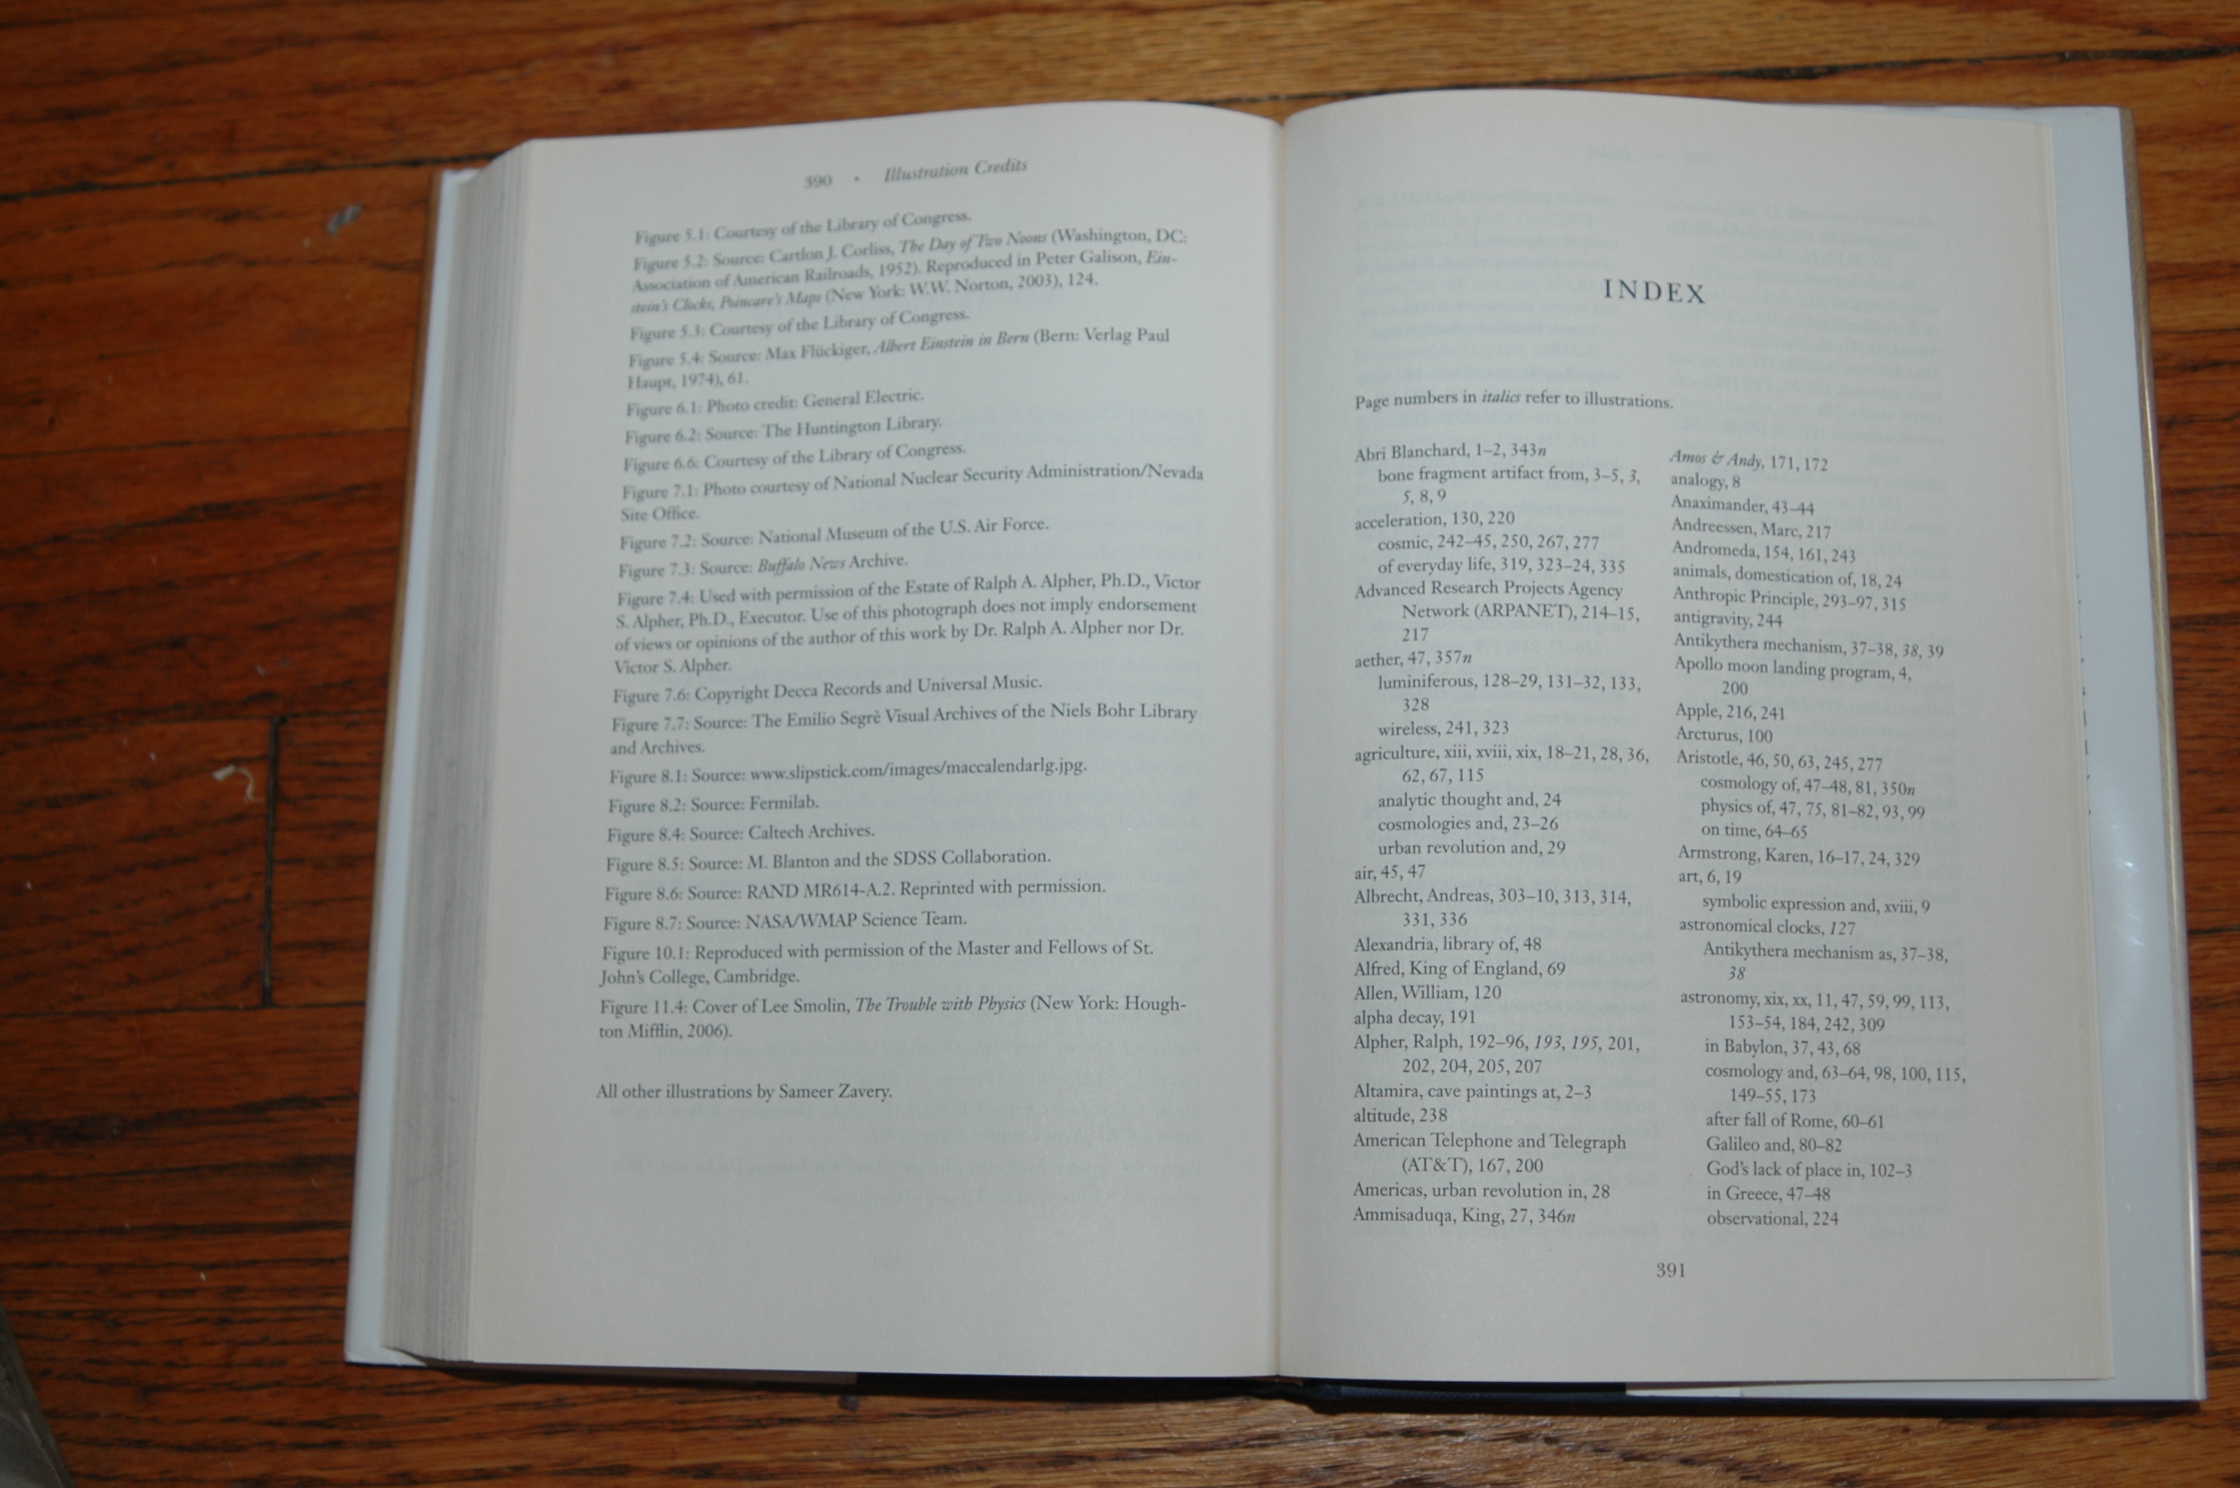 390 • Illustration Credits
Figure 5.1: Courtesy of the Library of Congress.
Figure 5.2: Source: Carlton J. Corliss, The Day of Two Noons (Washington, DC:
Association of American Railroads, 1952). Reproduced in Peter Galison, Ein-
stein's Clocks, Poincaré's Maps (New York: W.W. Norton, 2003), 124.
Figure 5.3: Courtesy of the Library of Congress.
Figure 5.4: Source: Max Flückiger, Albert Einstein in Bern (Bern: Verlag Paul
Haupt, 1974), 61.
Figure 6.1: Photo credit: General Electric.
Figure 6.2: Source: The Huntington Library.
Figure 6.6: Courtesy of the Library of Congress.
Figure 7.1: Photo courtesy of National Nuclear Security Administration/Nevada
Site Office.
Figure 7.2: Source: National Museum of the U.S. Air Force.
Figure 7.3: Source: Buffalo News Archive.
Figure 7.4: Used with permission of the Estate of Ralph A. Alpher, Ph.D., Victor
S. Alpher, Ph.D., Executor. Use of this photograph does not imply endorsement
of views or opinions of the author of this work by Dr. Ralph A. Alpher nor Dr.
Victor S. Alpher.
Figure 7.6: Copyright Decca Records and Universal Music.
Figure 7.7: Source: The Emilio Segrè Visual Archives of the Niels Bohr Library
and Archives.
Figure 8.1: Source: www.slipstick.com/images/maccalendarlg.jpg.
Figure 8.2: Source: Fermilab.
Figure 8.4: Source: Caltech Archives.
Figure 8.5: Source: M. Blanton and the SDSS Collaboration.
Figure 8.6: Source: RAND MR614-A.2. Reprinted with permission.
Figure 8.7: Source: NASA/WMAP Science Team.
Figure 10.1: Reproduced with permission of the Master and Fellows of St.
John's College, Cambridge.
Figure 11.4: Cover of Lee Smolin, The Trouble with Physics (New York: Hough-
ton Mifflin, 2006).
All other illustrations by Sameer Zavery.
INDEX
Page numbers in italics refer to illustrations.
Abri Blanchard, 1–2, 343n
bone fragment artifact from, 3–5, 3,
5, 8, 9
acceleration, 130, 220
cosmic, 242–45, 250, 267, 277
of everyday life, 319, 323–24, 335
Advanced Research Projects Agency
Network (ARPANET), 214–15,
217
aether, 47, 357n
luminiferous, 128–29, 131–32, 133,
328
wireless, 241, 323
agriculture, xiii, xviii, xix, 18–21, 28, 36,
62, 67, 115
analytic thought and, 24
cosmologies and, 23–26
urban revolution and, 29
air, 45, 47
Albrecht, Andreas, 303–10, 313, 314,
331, 336
Alexandria, library of, 48
Alfred, King of England, 69
Allen, William, 120
alpha decay, 191
Alpher, Ralph, 192–96, 193, 195, 201,
202, 204, 205, 207
Altamira, cave paintings at, 2–3
altitude, 238
American Telephone and Telegraph
(AT&T), 167, 200
Americas, urban revolution in, 28
Ammisaduqa, King, 27, 346n
Amos & Andy, 171, 172
analogy, 8
Anaximander, 43–44
Andreessen, Marc, 217
Andromeda, 154, 161, 243
animals, domestication of, 18, 24
Anthropic Principle, 293–97, 315
antigravity, 244
Antikythera mechanism, 37–38, 38, 39
Apollo moon landing program, 4,
200
Apple, 216, 241
Arcturus, 100
Aristotle, 46, 50, 63, 245, 277
cosmology of, 47–48, 81, 350n
physics of, 47, 75, 81–82, 93, 99
on time, 64–65
Armstrong, Karen, 16–17, 24, 329
art, 6, 19
symbolic expression and, xviii, 9
astronomical clocks, 127
Antikythera mechanism as, 37–38,
38
astronomy, xix, xx, 11, 47, 59, 99, 113,
153–54, 184, 242, 309
in Babylon, 37, 43, 68
cosmology and, 63–64, 98, 100, 115,
149–55, 173
after fall of Rome, 60–61
Galileo and, 80–82
God's lack of place in, 102–3
in Greece, 47–48
observational, 224
391